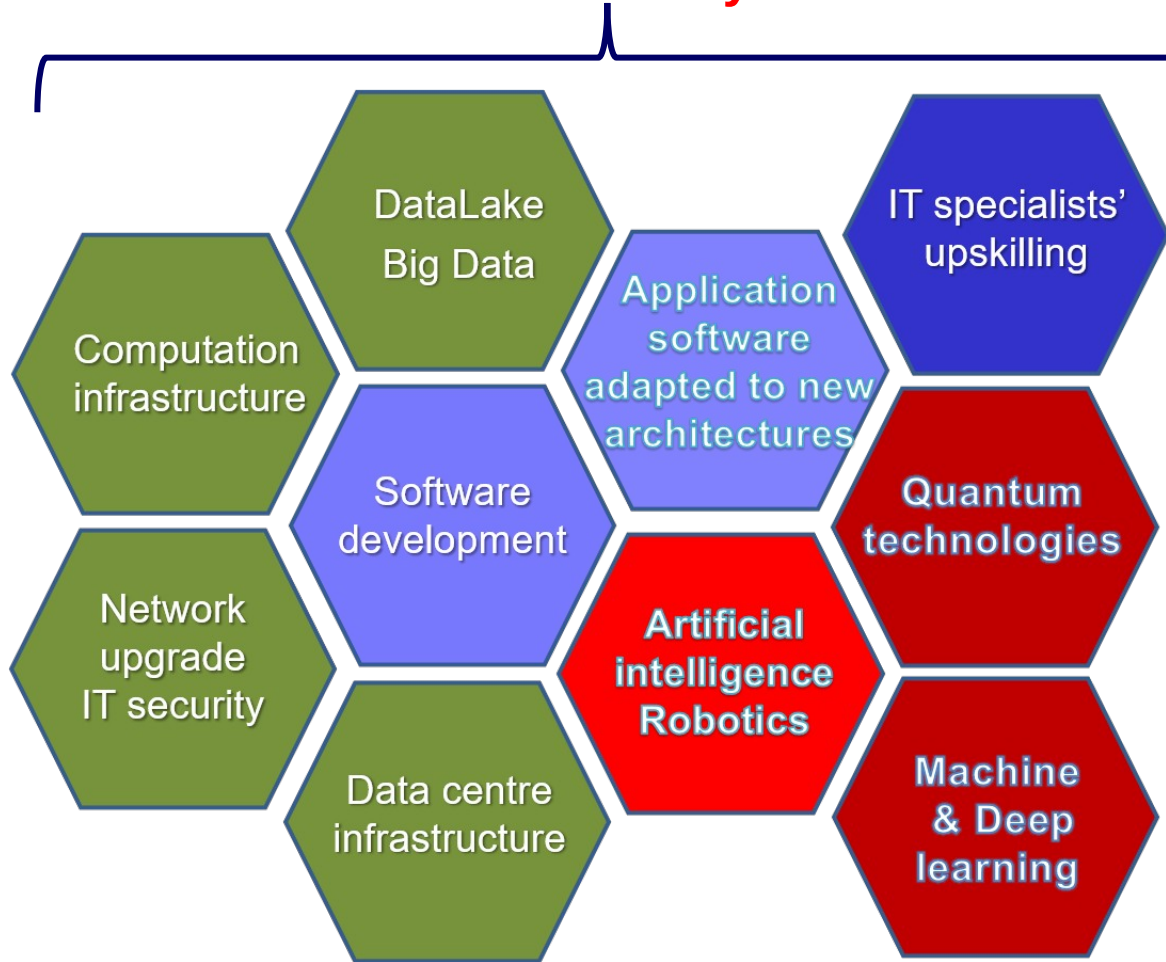 DataLake
Big Data
IT specialists’
upskilling
Computation
infrastructure
Application
software
adapted to new
architectures
Software
development
Quantum
technologies
Network
upgrade
IT security
Artificial
intelligence
Robotics
Data centre
infrastructure
Machine
& Deep
learning